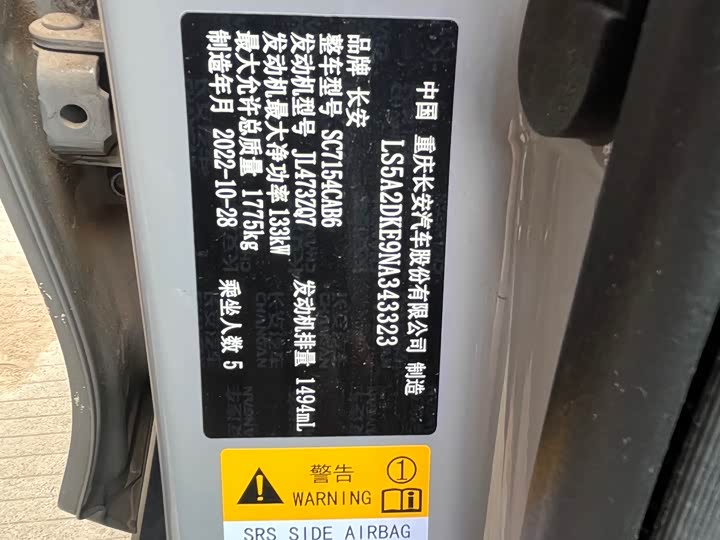 中国 重庆长安汽车股份有限公司 制造
LS5A2DKE9NA343323
品牌 长安
整车型号 SC7154CAB6
发动机型号 JL473ZQ7 发动机排量 1494mL
发动机最大净功率 133kW
最大允许总质量 1775kg
制造年月 2022-10-28 乘坐人数 5
警告 ①
WARNING
SRS SIDE AIRBAG